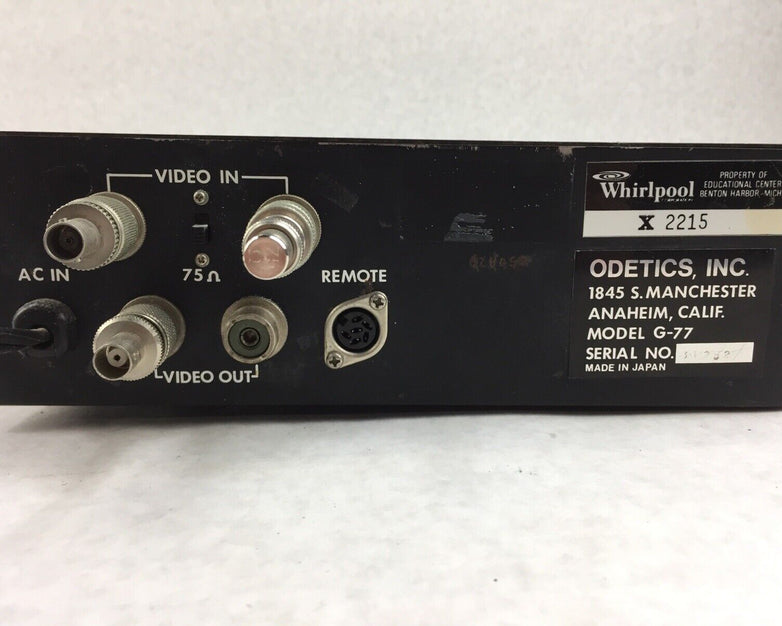 VIDEO IN
AC IN
75Ω
REMOTE
VIDEO OUT
Whirlpool
PROPERTY OF
EDUCATIONAL CENTER
BENTON HARBOR-MICH
X 2215
ODETICS, INC.
1845 S. MANCHESTER
ANAHEIM, CALIF.
MODEL G-77
SERIAL NO.
MADE IN JAPAN